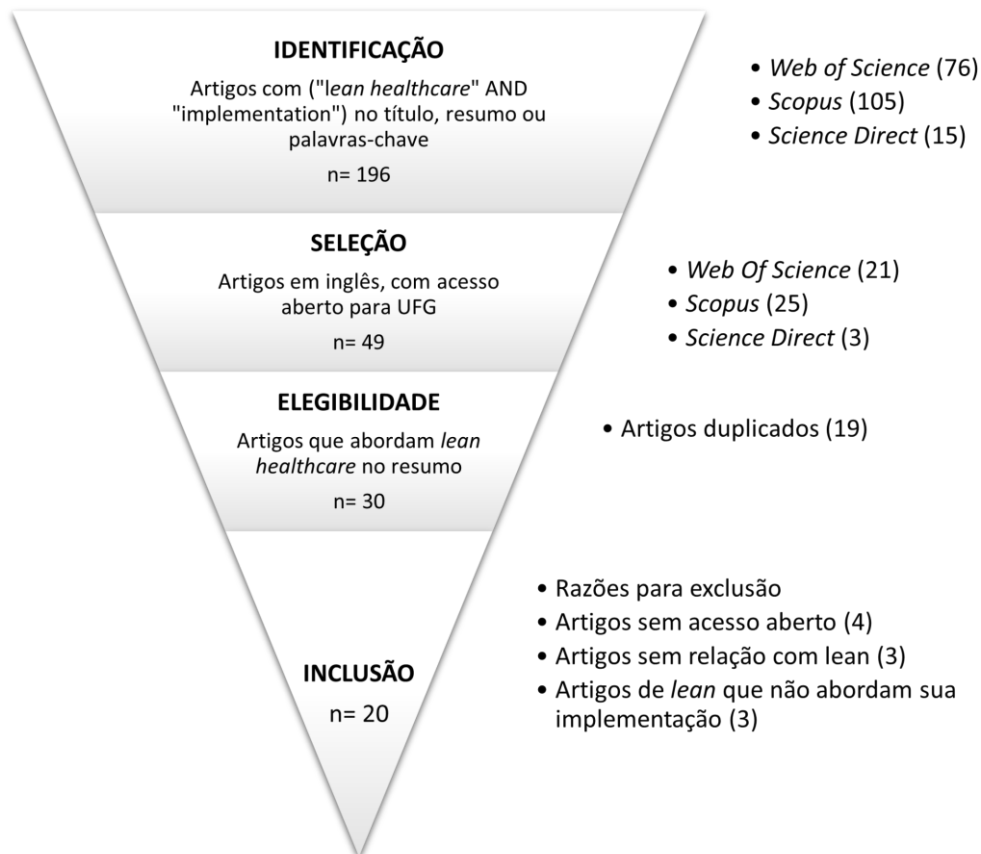 IDENTIFICAÇÃO
Artigos com ("lean healthcare" AND
"implementation") no título, resumo ou
palavras-chave
n= 196
• Web of Science (76)
• Scopus (105)
• Science Direct (15)
SELEÇÃO
Artigos em inglês, com acesso
aberto para UFG
n= 49
• Web Of Science (21)
• Scopus (25)
• Science Direct (3)
ELEGIBILIDADE
Artigos que abordam lean
healthcare no resumo
n= 30
• Artigos duplicados (19)
INCLUSÃO
n= 20
• Razões para exclusão
• Artigos sem acesso aberto (4)
• Artigos sem relação com lean (3)
• Artigos de lean que não abordam sua
implementação (3)